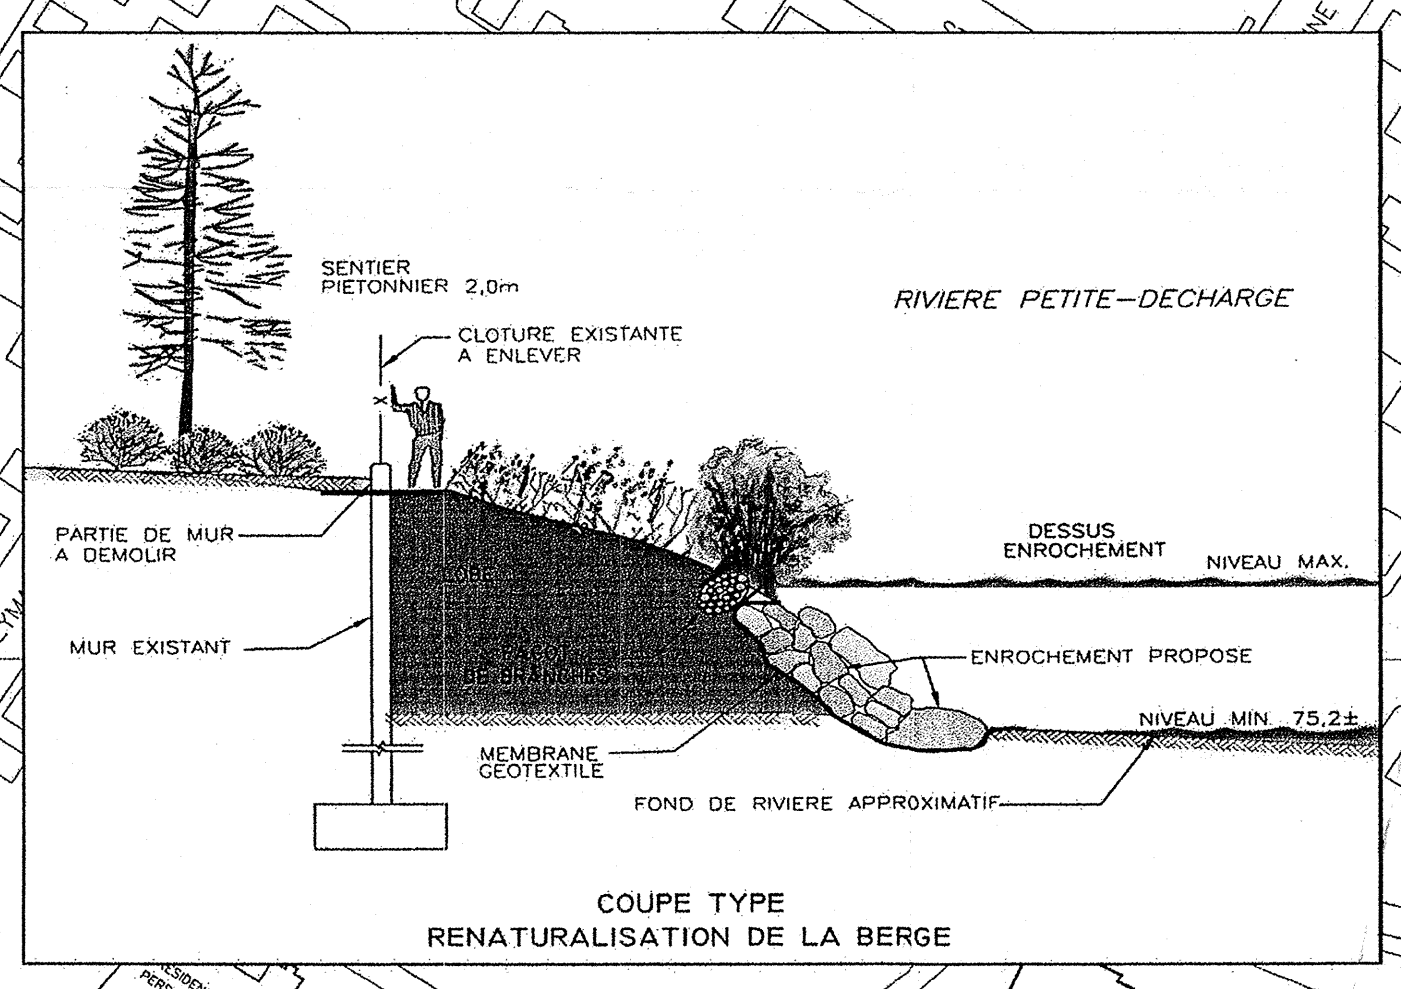 SENTIER
PIETONNIER 2,0m
CLOTURE EXISTANTE
A ENLEVER
RIVIERE PETITE-DECHARGE
PARTIE DE MUR
A DEMOLIR
DESSUS
ENROCHEMENT
NIVEAU MAX.
MUR EXISTANT
DE BRANCHES
ENROCHEMENT PROPOSE
NIVEAU MIN 75,2±
MEMBRANE
GEOTEXTILE
FOND DE RIVIERE APPROXIMATIF
COUPE TYPE
RENATURALISATION DE LA BERGE